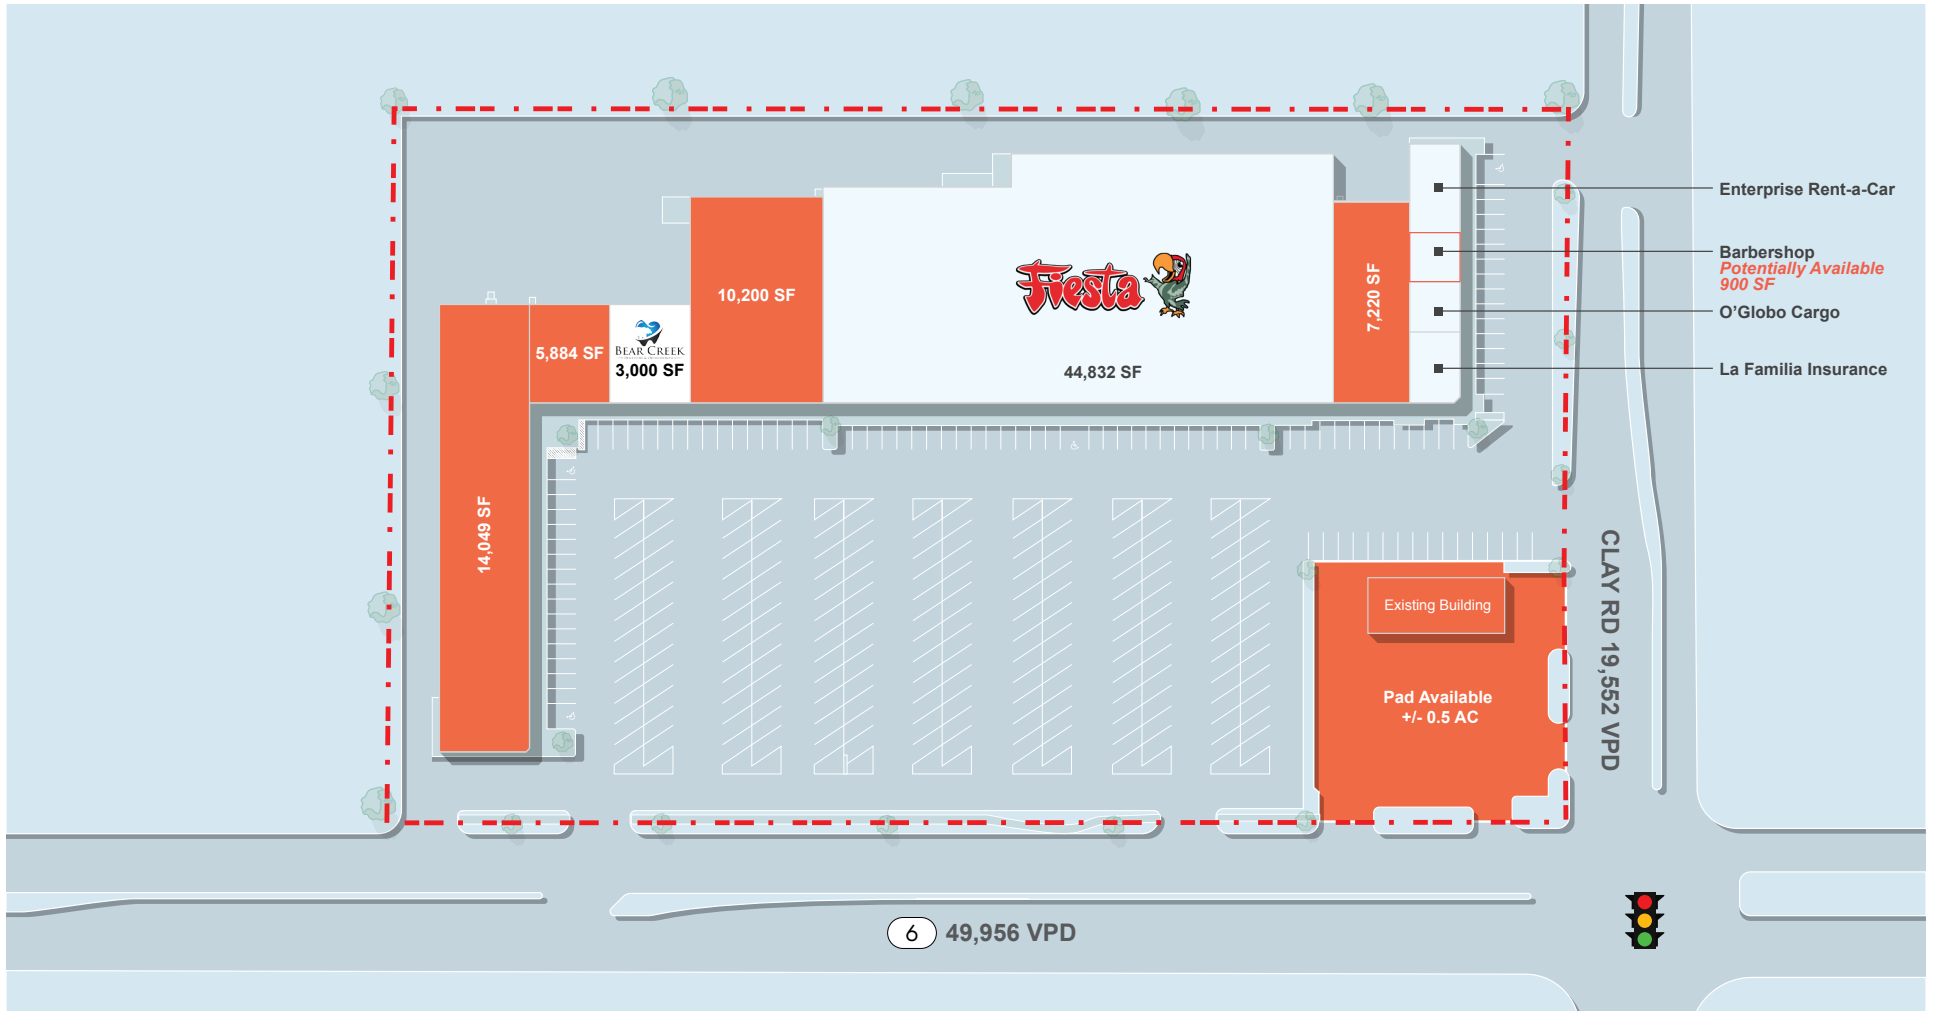 Enterprise Rent-a-Car
Barbershop
Potentially Available
900 SF
O'Globo Cargo
La Familia Insurance
10,200 SF
Fiesta
7,220 SF
5,884 SF
BEAR CREEK
3,000 SF
44,832 SF
14,049 SF
CLAY RD 19,552 VPD
Existing Building
Pad Available
+/- 0.5 AC
6 49,956 VPD